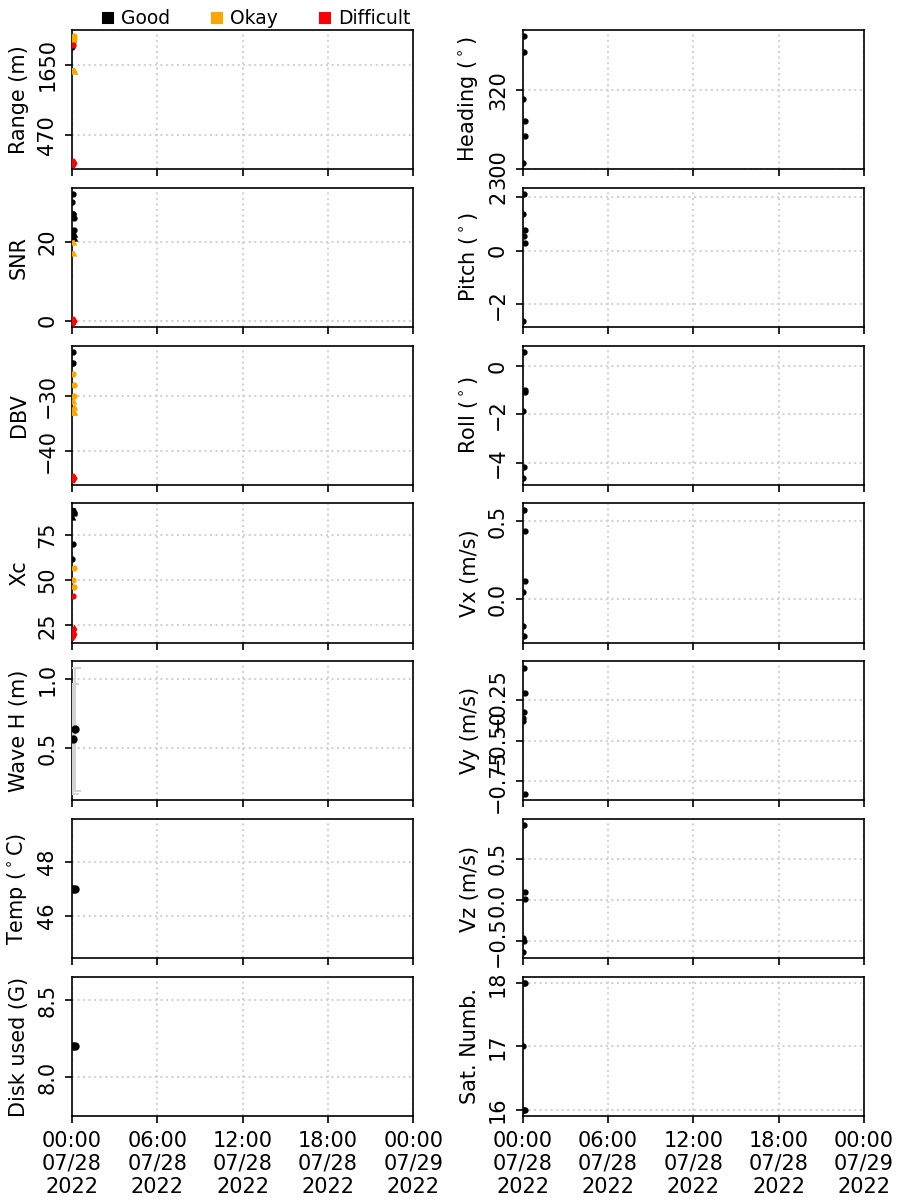 Good Okay Difficult
Range (m)
1650
470
SNR
20
0
DBV
−30
−40
Xc
75
50
25
Wave H (m)
1.0
0.5
Temp (°C)
48
46
Disk used (G)
8.5
8.0
00:00 06:00 12:00 18:00 00:00
07/28 07/28 07/28 07/28 07/29
2022 2022 2022 2022 2022
Heading (°)
320
300
Pitch (°)
2
0
−2
Roll (°)
0
−2
−4
Vx (m/s)
0.5
0.0
Vy (m/s)
−0.25
−0.50
−0.75
Vz (m/s)
0.5
0.0
−0.5
Sat. Numb.
18
17
16
00:00 06:00 12:00 18:00 00:00
07/28 07/28 07/28 07/28 07/29
2022 2022 2022 2022 2022